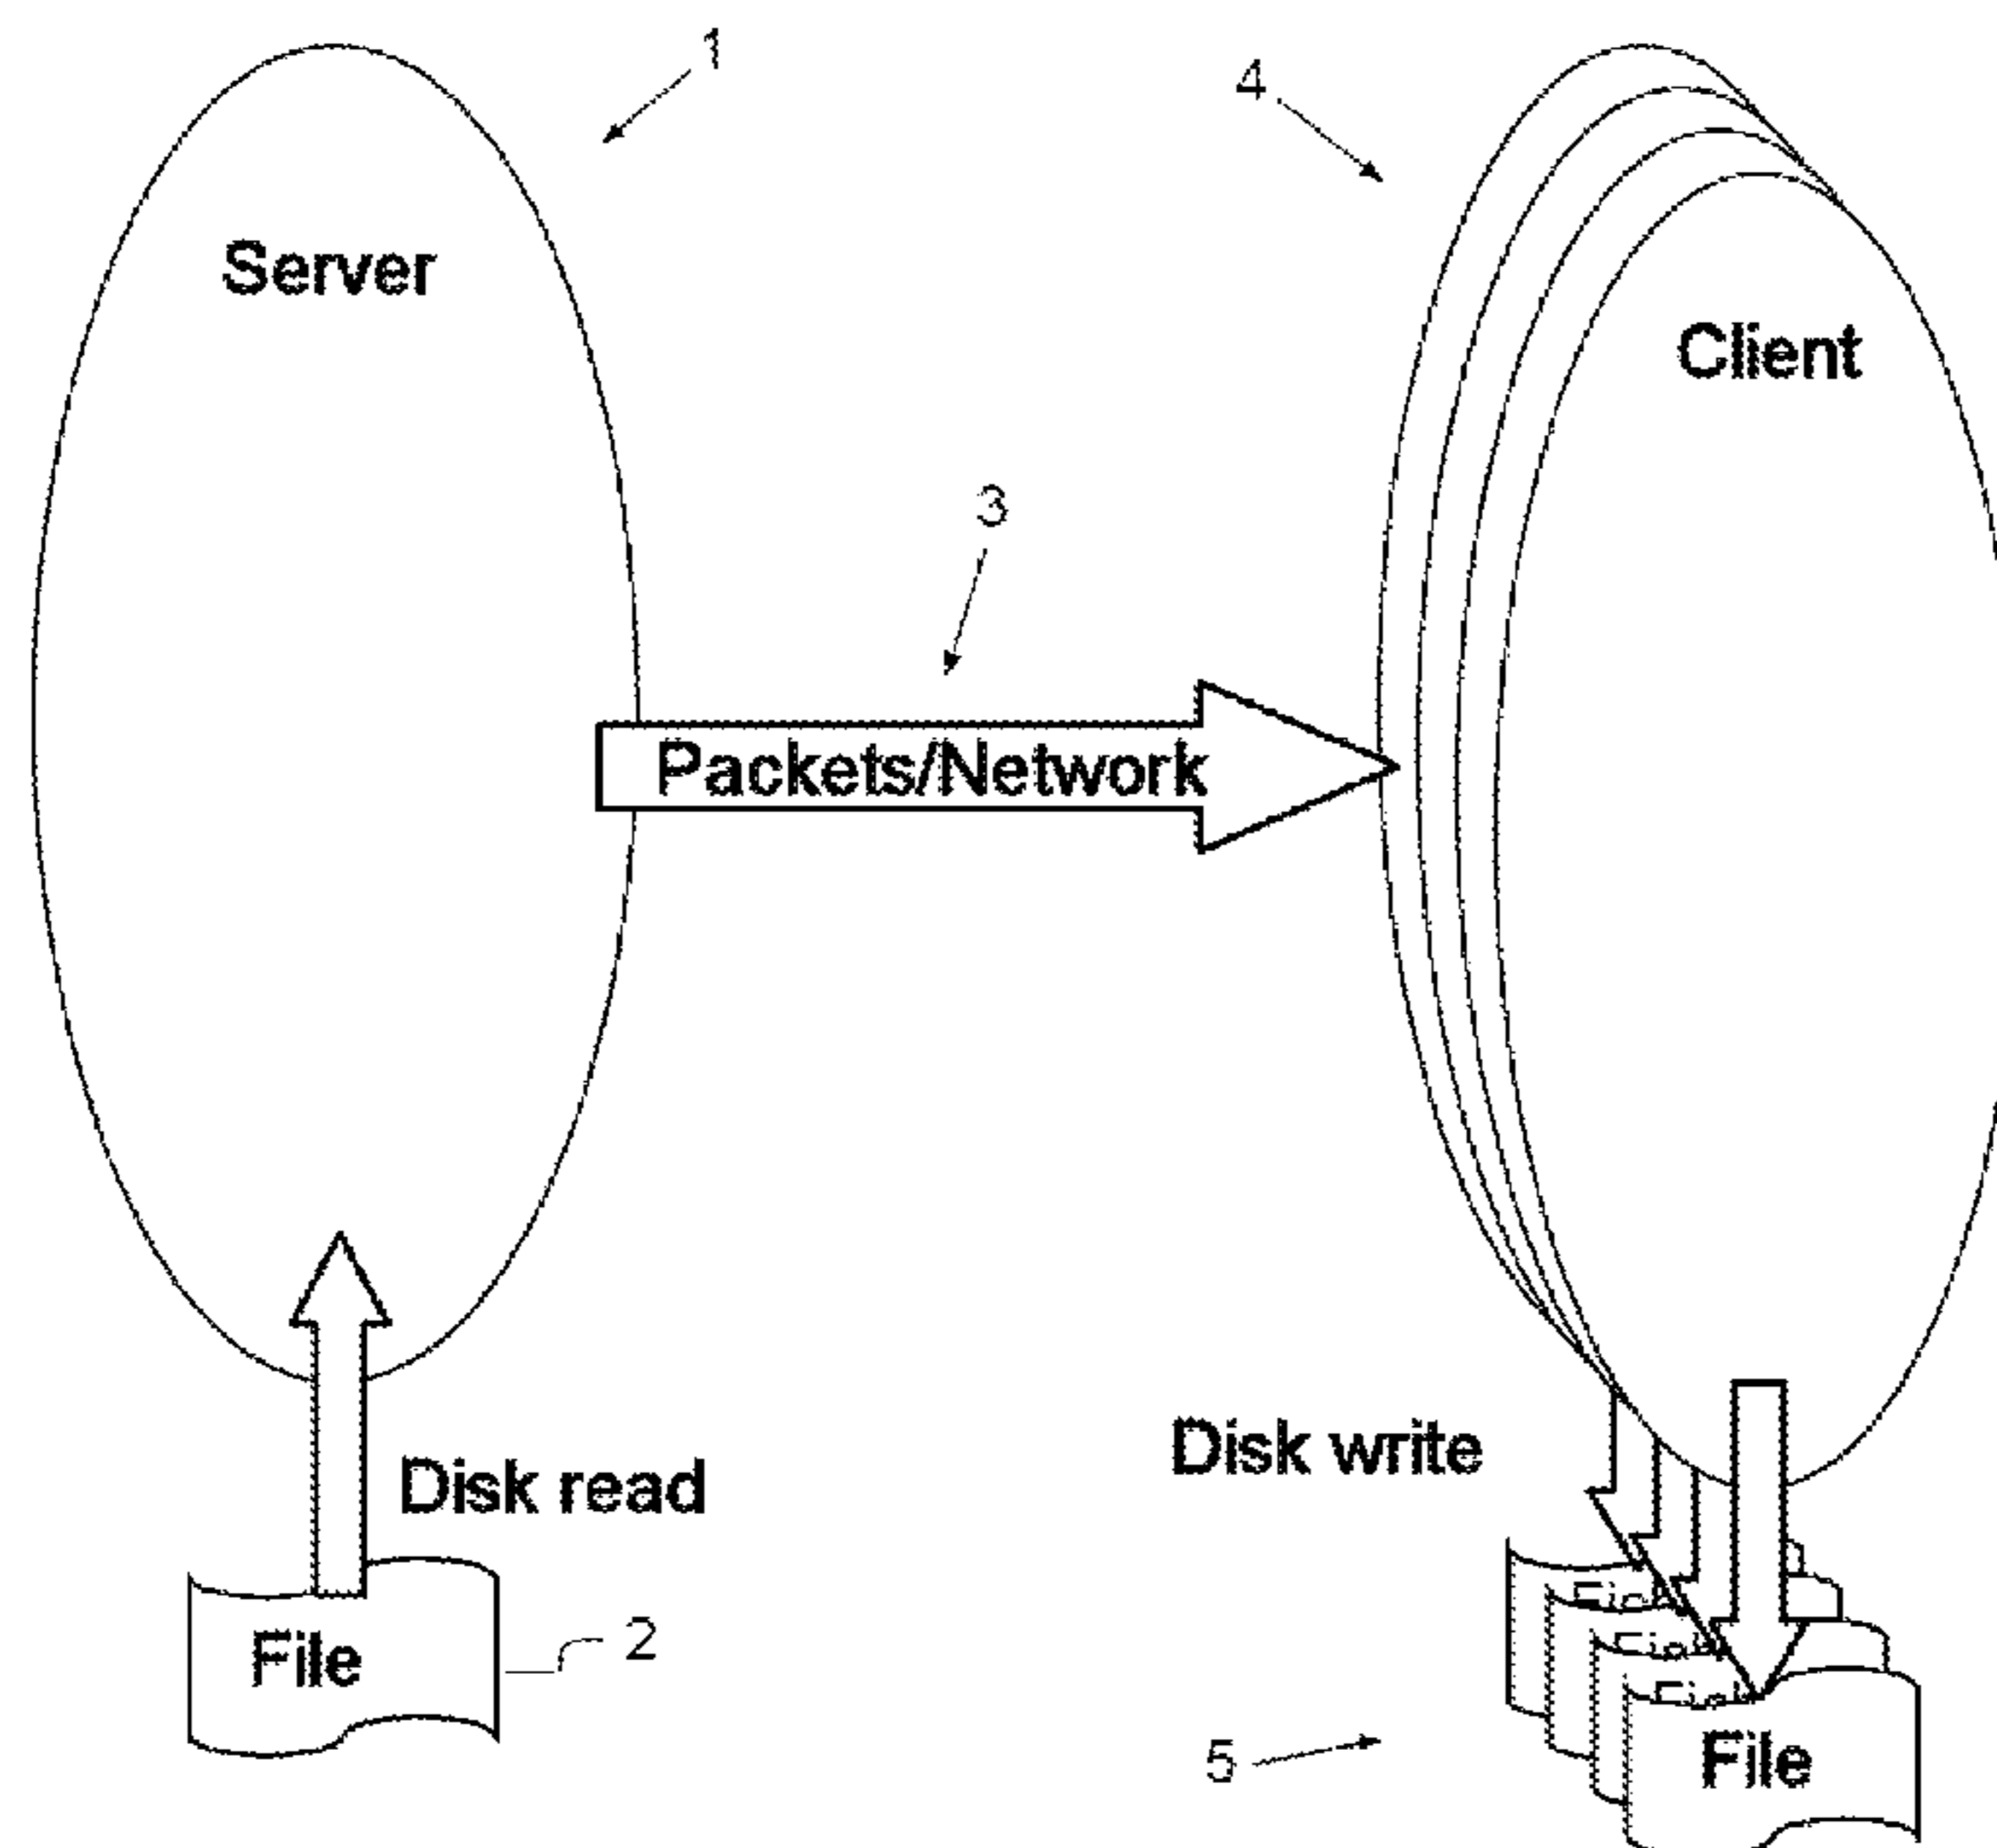 1
4
Server
Client
3
Packets/Network
Disk write
Disk read
File
2
5
File